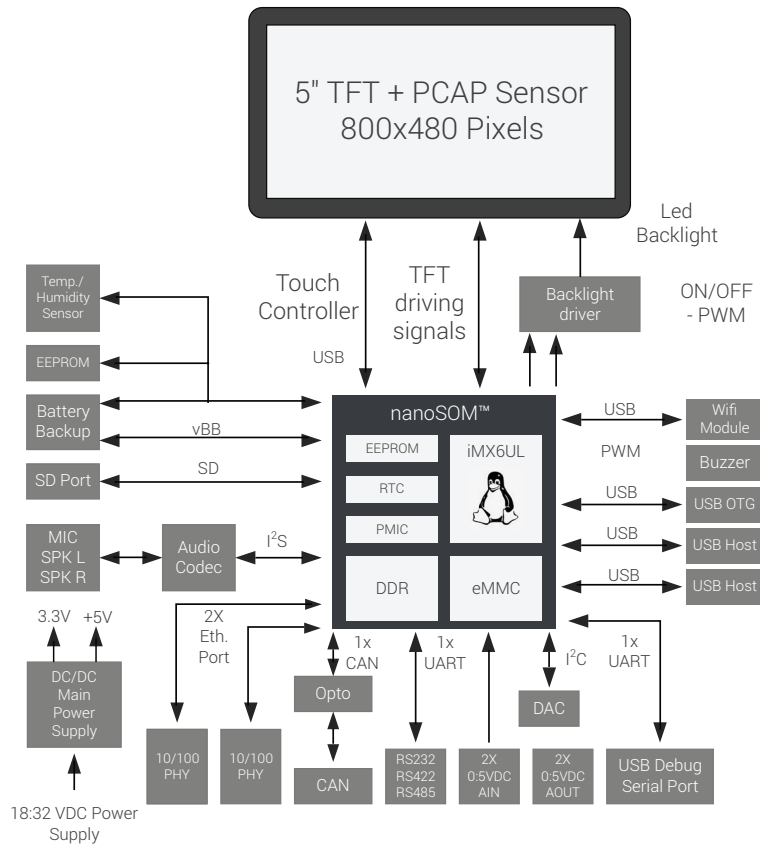 5" TFT + PCAP Sensor
800x480 Pixels
Led
Backlight
Temp./
Humidity
Sensor
Touch
Controller
TFT
driving
signals
Backlight
driver
ON/OFF
- PWM
USB
EEPROM
Battery
Backup
vBB
nanoSOM™
USB
Wifi
Module
EEPROM
iMX6UL
PWM
Buzzer
SD Port
SD
RTC
USB
USB OTG
PMIC
MIC
SPK L
SPK R
Audio
Codec
I²S
USB
USB Host
DDR
eMMC
USB
USB Host
3.3V
+5V
2X
Eth.
Port
1x
CAN
1x
UART
I²C
1x
UART
DC/DC
Main
Power
Supply
Opto
DAC
10/100
PHY
10/100
PHY
CAN
RS232
RS422
RS485
2X
0:5VDC
AIN
2X
0:5VDC
AOUT
USB Debug
Serial Port
18:32 VDC Power
Supply